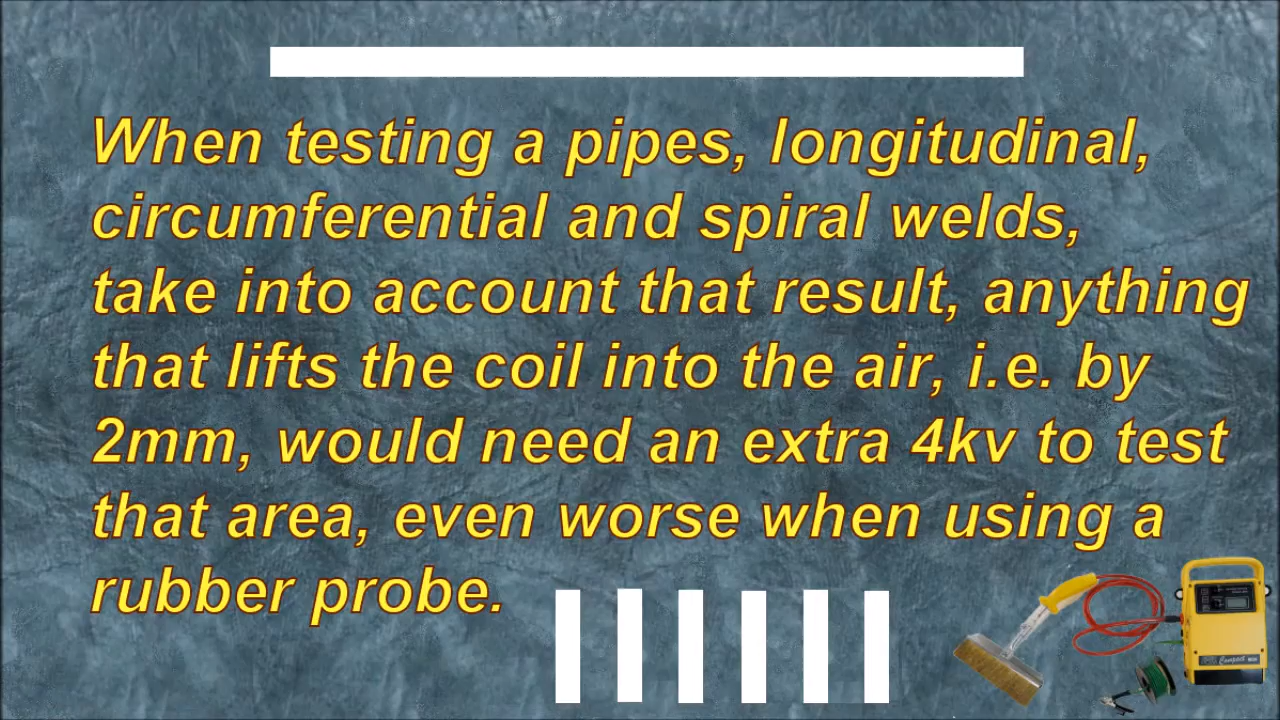 When testing a pipes, longitudinal,
circumferential and spiral welds,
take into account that result, anything
that lifts the coil into the air, i.e. by
2mm, would need an extra 4kv to test
that area, even worse when using a
rubber probe.
Compact